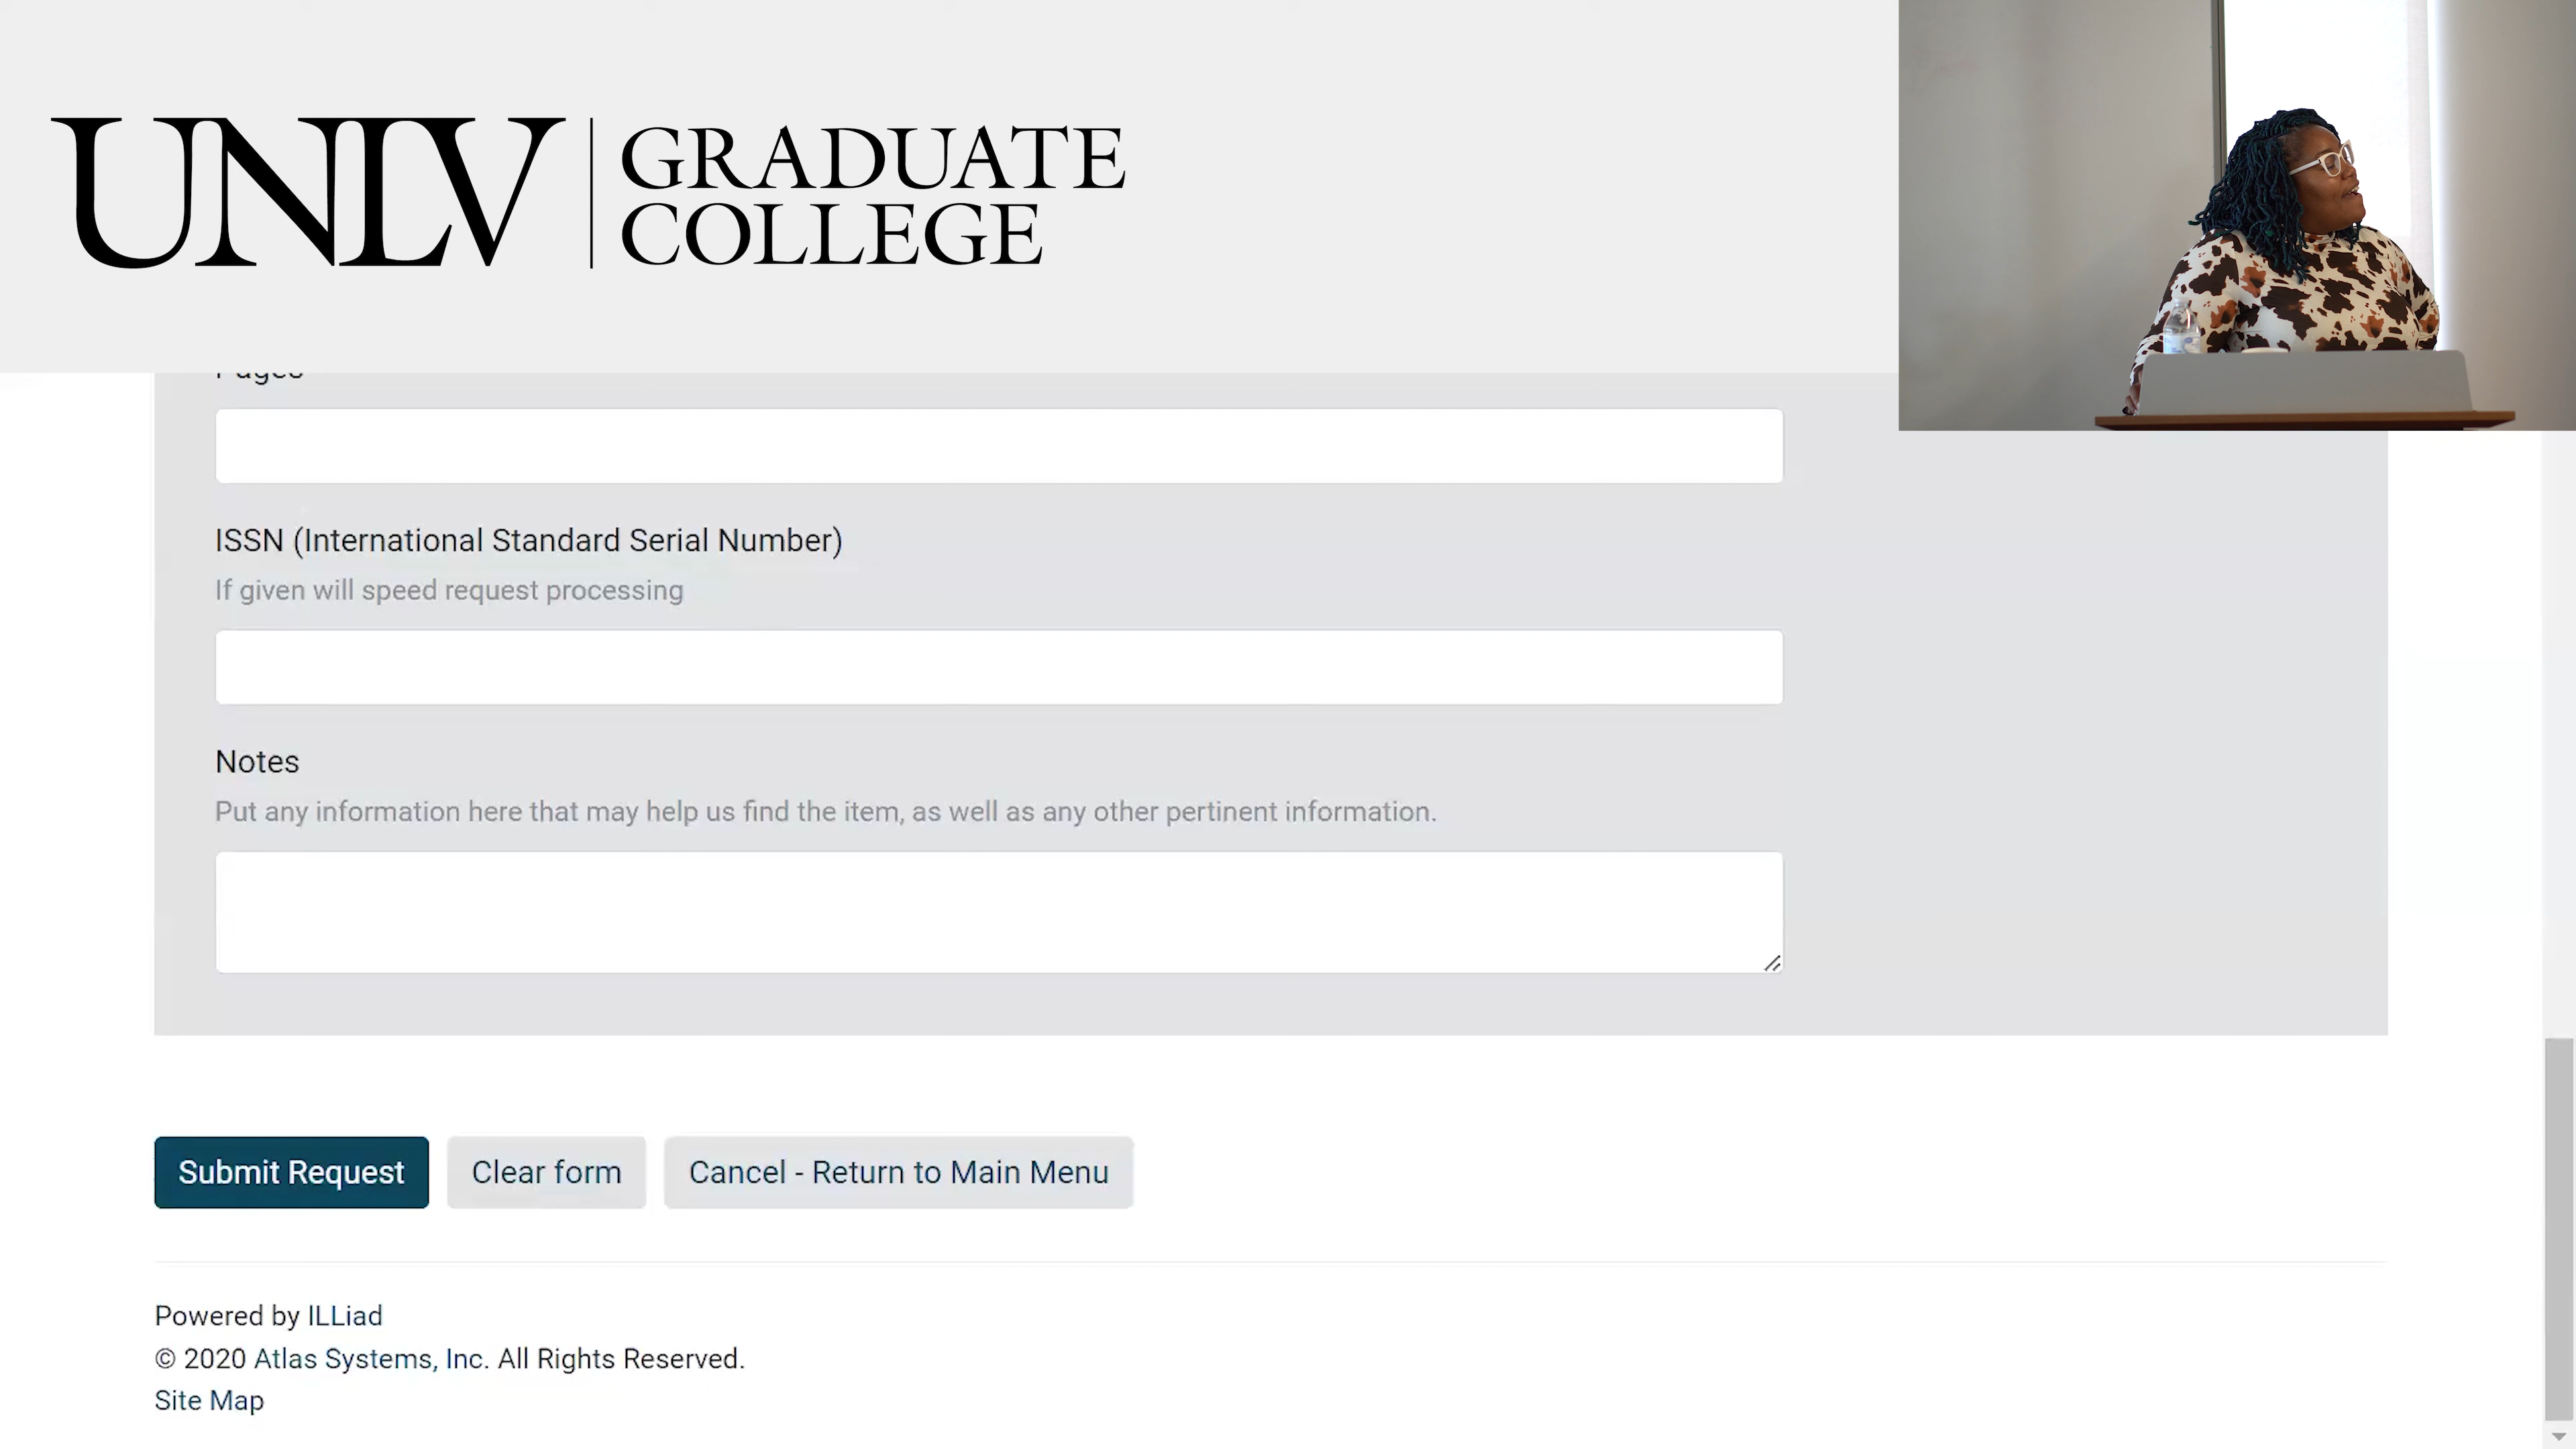 UNLV
GRADUATE
COLLEGE
Pages
ISSN (International Standard Serial Number)
If given will speed request processing
Notes
Put any information here that may help us find the item, as well as any other pertinent information.
Submit Request
Clear form
Cancel - Return to Main Menu
Powered by ILLiad
© 2020 Atlas Systems, Inc. All Rights Reserved.
Site Map